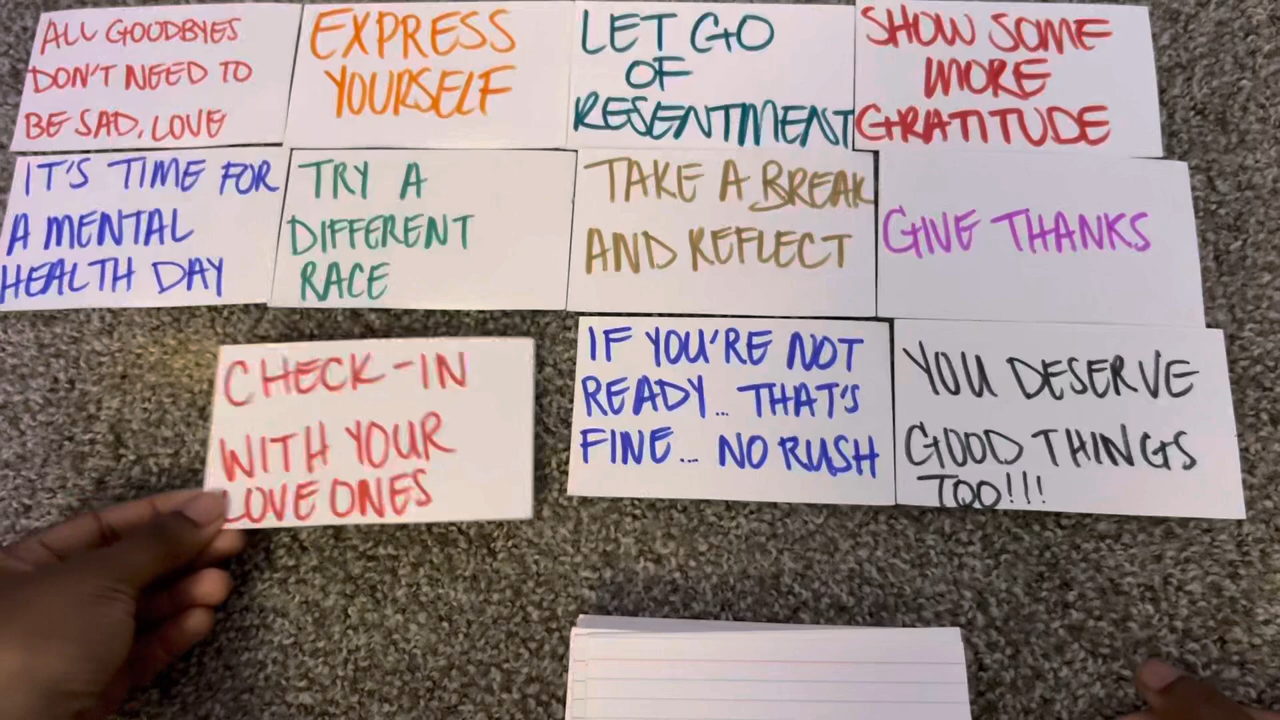 ALL GOODBYES
DON'T NEED TO
BE SAD, LOVE
EXPRESS
YOURSELF
LET GO
OF
RESENTMENT
SHOW SOME
MORE
GRATITUDE
IT'S TIME FOR
A MENTAL
HEALTH DAY
TRY A
DIFFERENT
RACE
TAKE A BREAK
AND REFLECT
GIVE THANKS
CHECK-IN
WITH YOUR
LOVE ONES
IF YOU'RE NOT
READY... THAT'S
FINE... NO RUSH
YOU DESERVE
GOOD THINGS
TOO!!!